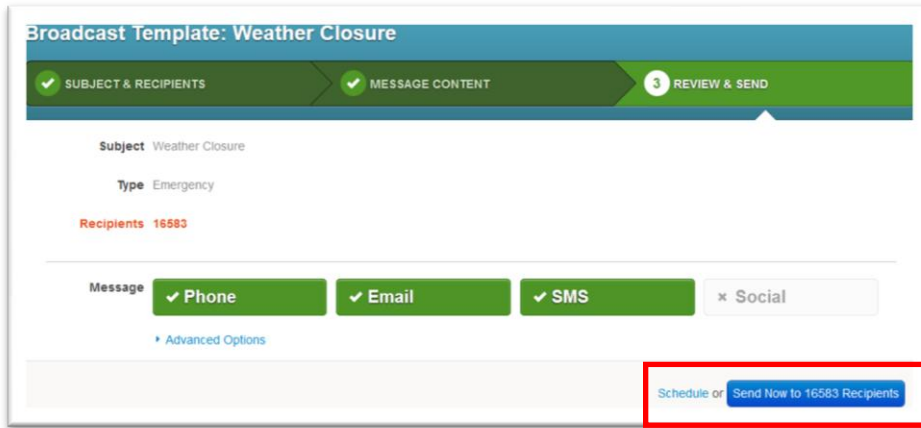 Broadcast Template: Weather Closure
✓ SUBJECT & RECIPIENTS ✓ MESSAGE CONTENT 3 REVIEW & SEND
Subject Weather Closure
Type Emergency
Recipients 16583
Message ✓ Phone ✓ Email ✓ SMS × Social
Advanced Options
Schedule or Send Now to 16583 Recipients